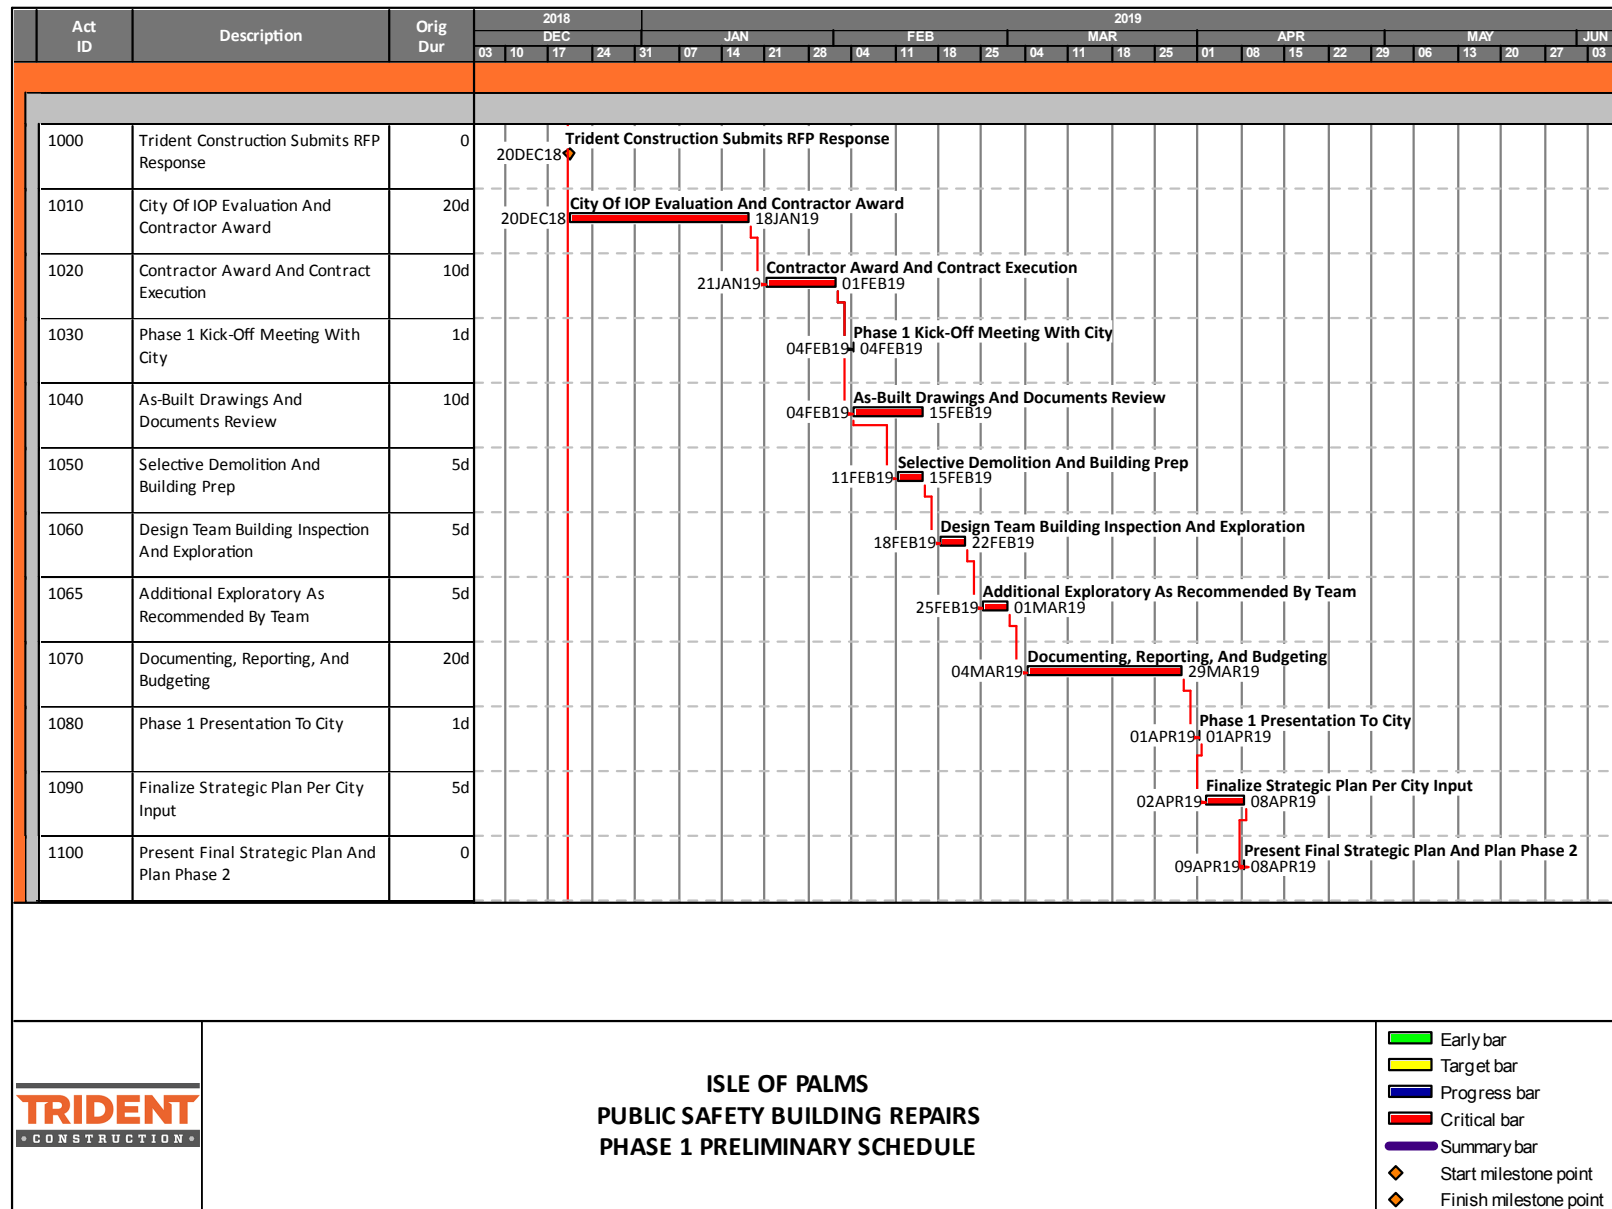 Act ID Description Orig Dur
2018 2019
DEC JAN FEB MAR APR MAY JUN
03 10 17 24 31 07 14 21 28 04 11 18 25 04 11 18 25 01 08 15 22 29 06 13 20 27 03
1000 Trident Construction Submits RFP Response 0
Trident Construction Submits RFP Response
20DEC18
1010 City Of IOP Evaluation And Contractor Award 20d
City Of IOP Evaluation And Contractor Award
20DEC18 18JAN19
1020 Contractor Award And Contract Execution 10d
Contractor Award And Contract Execution
21JAN19 01FEB19
1030 Phase 1 Kick-Off Meeting With City 1d
Phase 1 Kick-Off Meeting With City
04FEB19 04FEB19
1040 As-Built Drawings And Documents Review 10d
As-Built Drawings And Documents Review
04FEB19 15FEB19
1050 Selective Demolition And Building Prep 5d
Selective Demolition And Building Prep
11FEB19 15FEB19
1060 Design Team Building Inspection And Exploration 5d
Design Team Building Inspection And Exploration
18FEB19 22FEB19
1065 Additional Exploratory As Recommended By Team 5d
Additional Exploratory As Recommended By Team
25FEB19 01MAR19
1070 Documenting, Reporting, And Budgeting 20d
Documenting, Reporting, And Budgeting
04MAR19 29MAR19
1080 Phase 1 Presentation To City 1d
Phase 1 Presentation To City
01APR19 01APR19
1090 Finalize Strategic Plan Per City Input 5d
Finalize Strategic Plan Per City Input
02APR19 08APR19
1100 Present Final Strategic Plan And Plan Phase 2 0
Present Final Strategic Plan And Plan Phase 2
09APR19 08APR19
TRIDENT
CONSTRUCTION
ISLE OF PALMS
PUBLIC SAFETY BUILDING REPAIRS
PHASE 1 PRELIMINARY SCHEDULE
Early bar
Target bar
Progress bar
Critical bar
Summary bar
Start milestone point
Finish milestone point